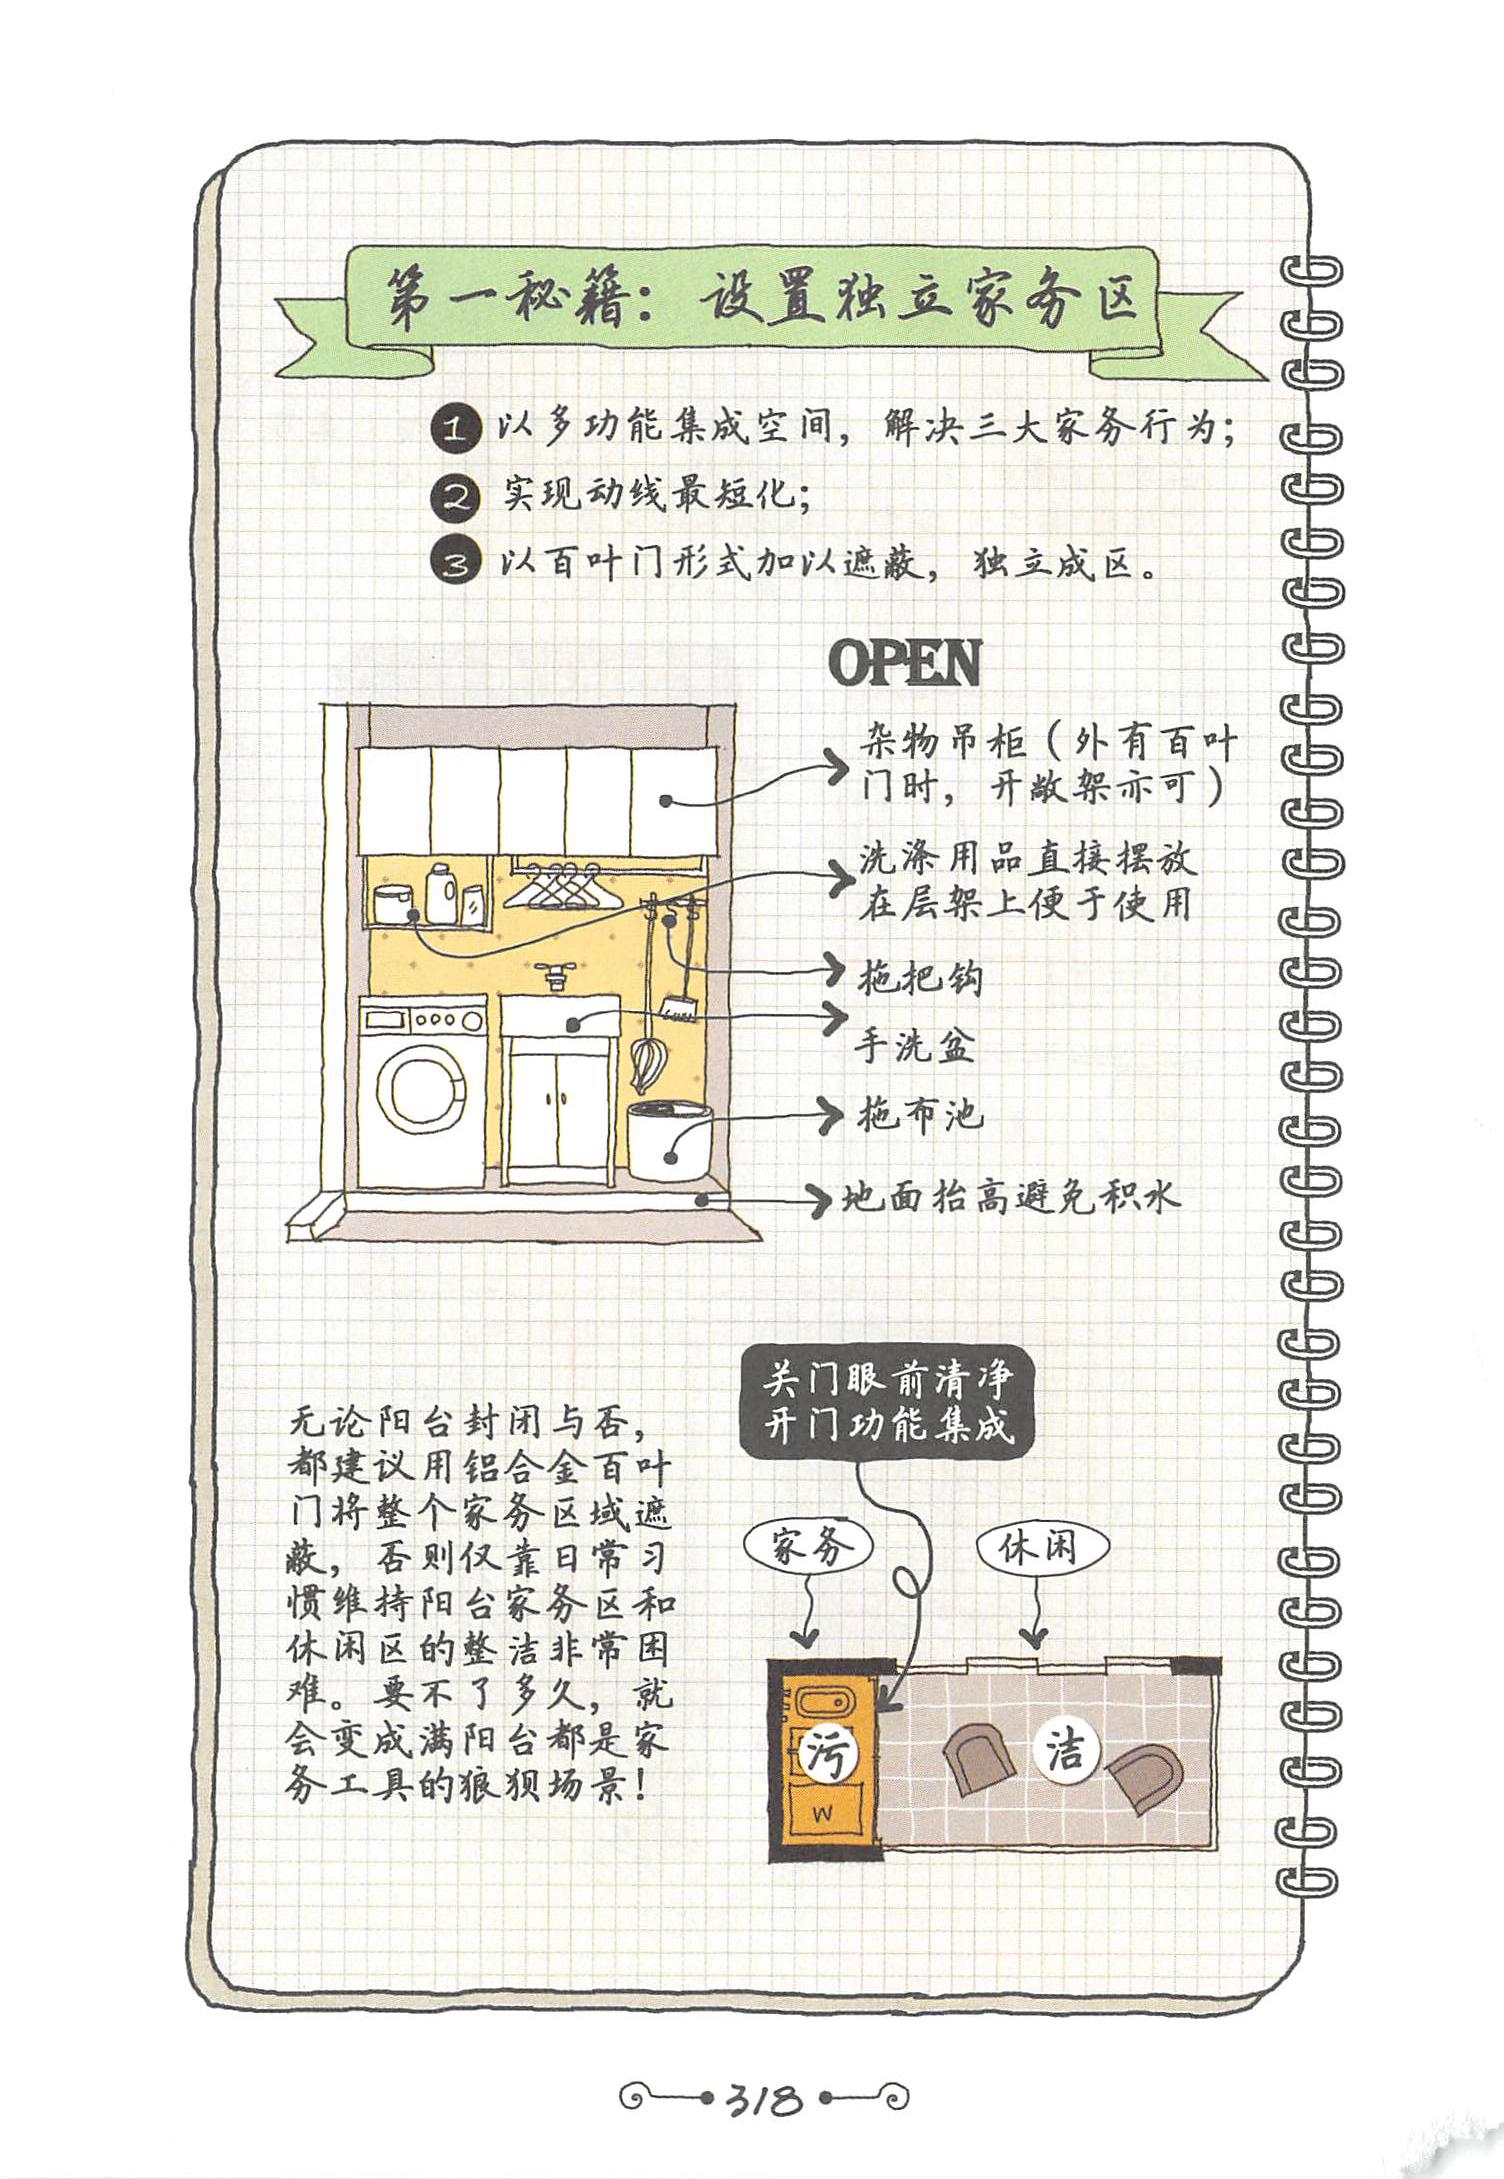 第一秘籍：设置独立家务区
1 以多功能集成空间，解决三大家务行为；
2 实现动线最短化；
3 以百叶门形式加以遮蔽，独立成区。
OPEN
杂物吊柜（外有百叶
门时，开敞架亦可）
洗涤用品直接摆放
在层架上便于使用
拖把钩
手洗盆
拖布池
地面抬高避免积水
无论阳台封闭与否，
都建议用铝合金百叶
门将整个家务区域遮
蔽，否则仅靠日常习
惯维持阳台家务区和
休闲区的整洁非常困
难。要不了多久，就
会变成满阳台都是家
务工具的狼狈场景！
关门眼前清净
开门功能集成
家务
休闲
污
洁
W
318